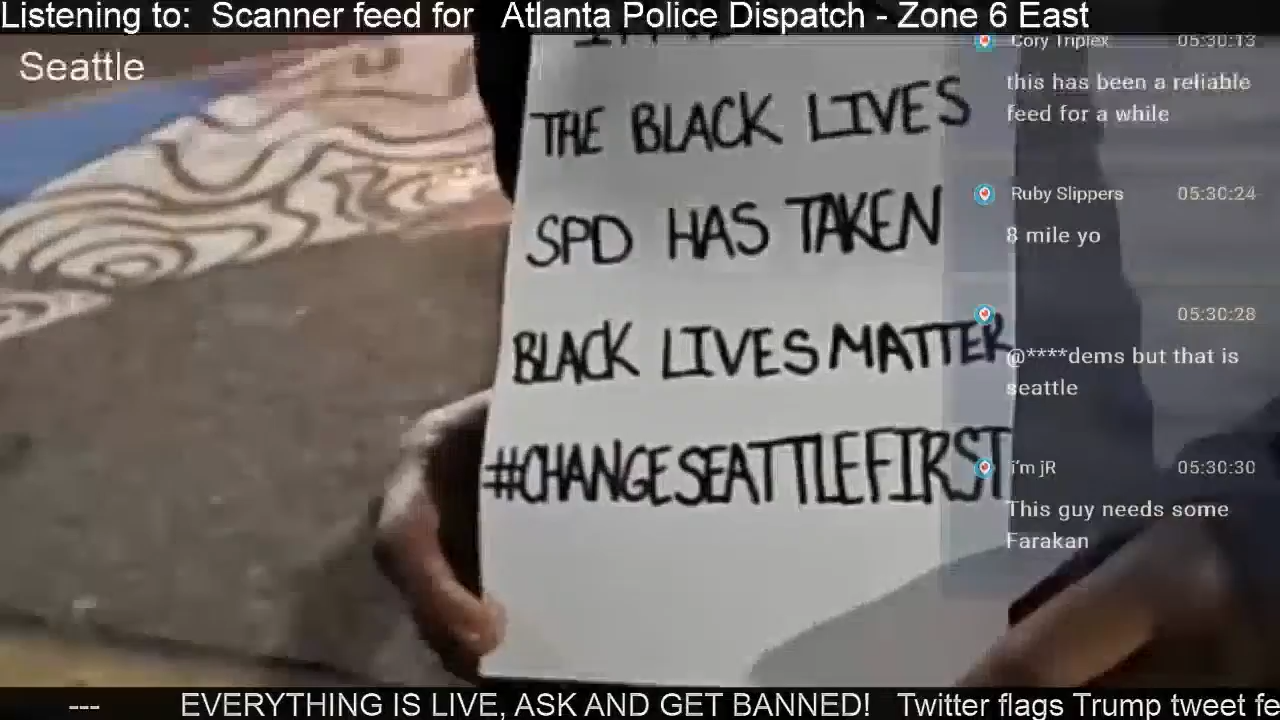 Listening to: Scanner feed for Atlanta Police Dispatch - Zone 6 East
Seattle
THE BLACK LIVES
SPD HAS TAKEN
BLACK LIVES MATTER
#CHANGESEATTLEFIRST
Cory Triplex 05:30:13
this has been a reliable
feed for a while
Ruby Slippers 05:30:24
8 mile yo
05:30:28
@****dems but that is
seattle
i'm jR 05:30:30
This guy needs some
Farakan
--- EVERYTHING IS LIVE, ASK AND GET BANNED! Twitter flags Trump tweet fe